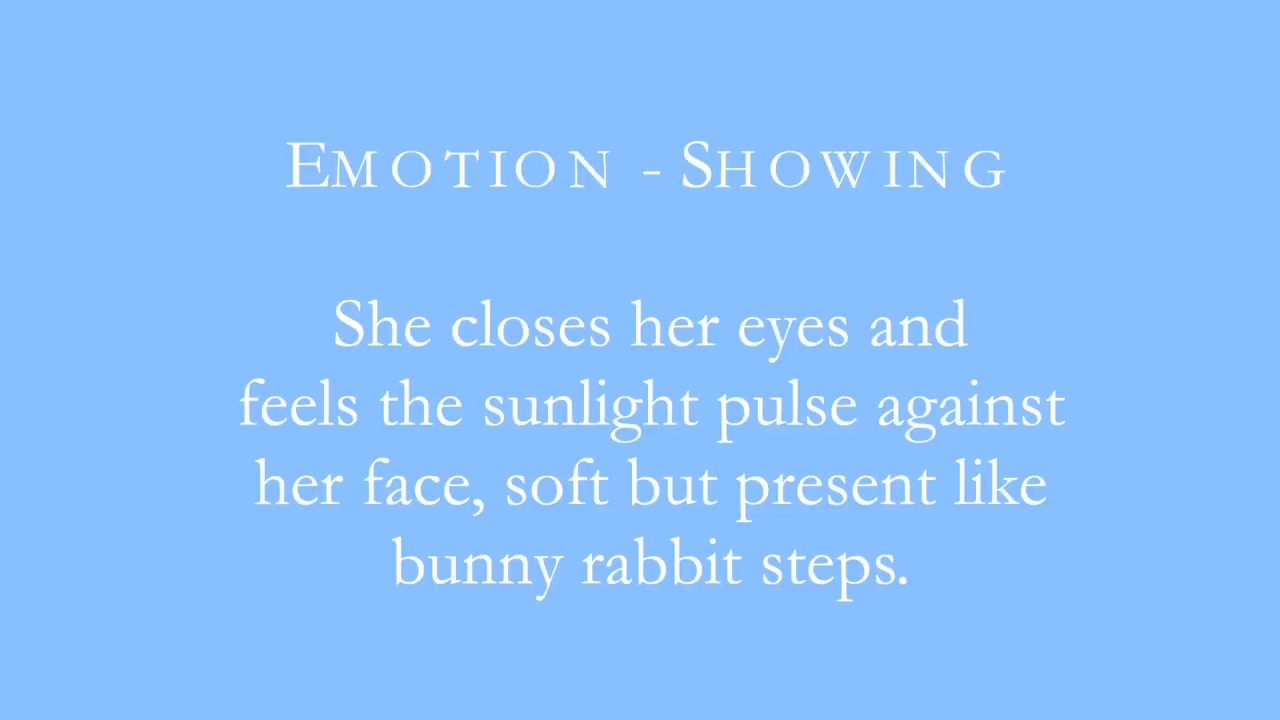 EMOTION - SHOWING
She closes her eyes and
feels the sunlight pulse against
her face, soft but present like
bunny rabbit steps.